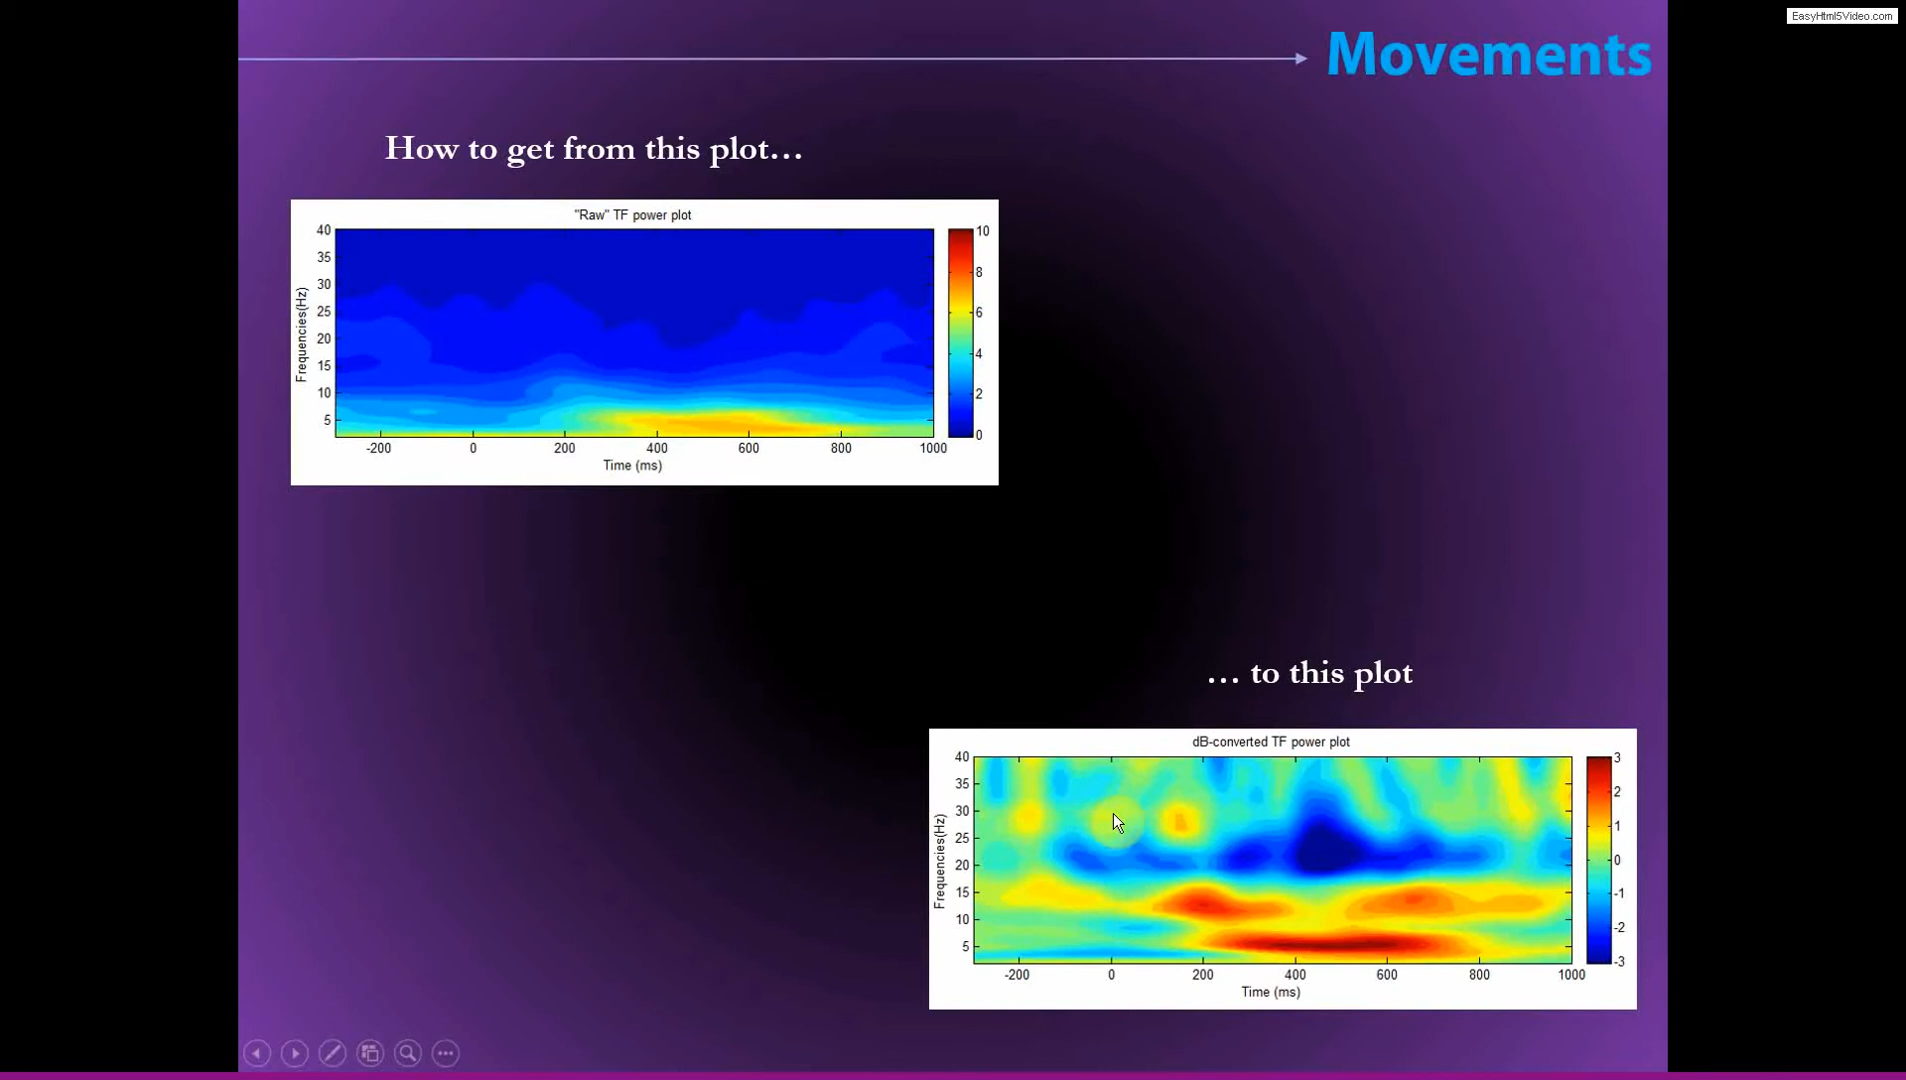 EasyHtml5Video.com
Movements
How to get from this plot…
"Raw" TF power plot
40
35
30
25
20
15
10
5
Frequencies(Hz)
-200 0 200 400 600 800 1000
Time (ms)
10
8
6
4
2
0
… to this plot
dB-converted TF power plot
40
35
30
25
20
15
10
5
Frequencies(Hz)
-200 0 200 400 600 800 1000
Time (ms)
3
2
1
0
-1
-2
-3